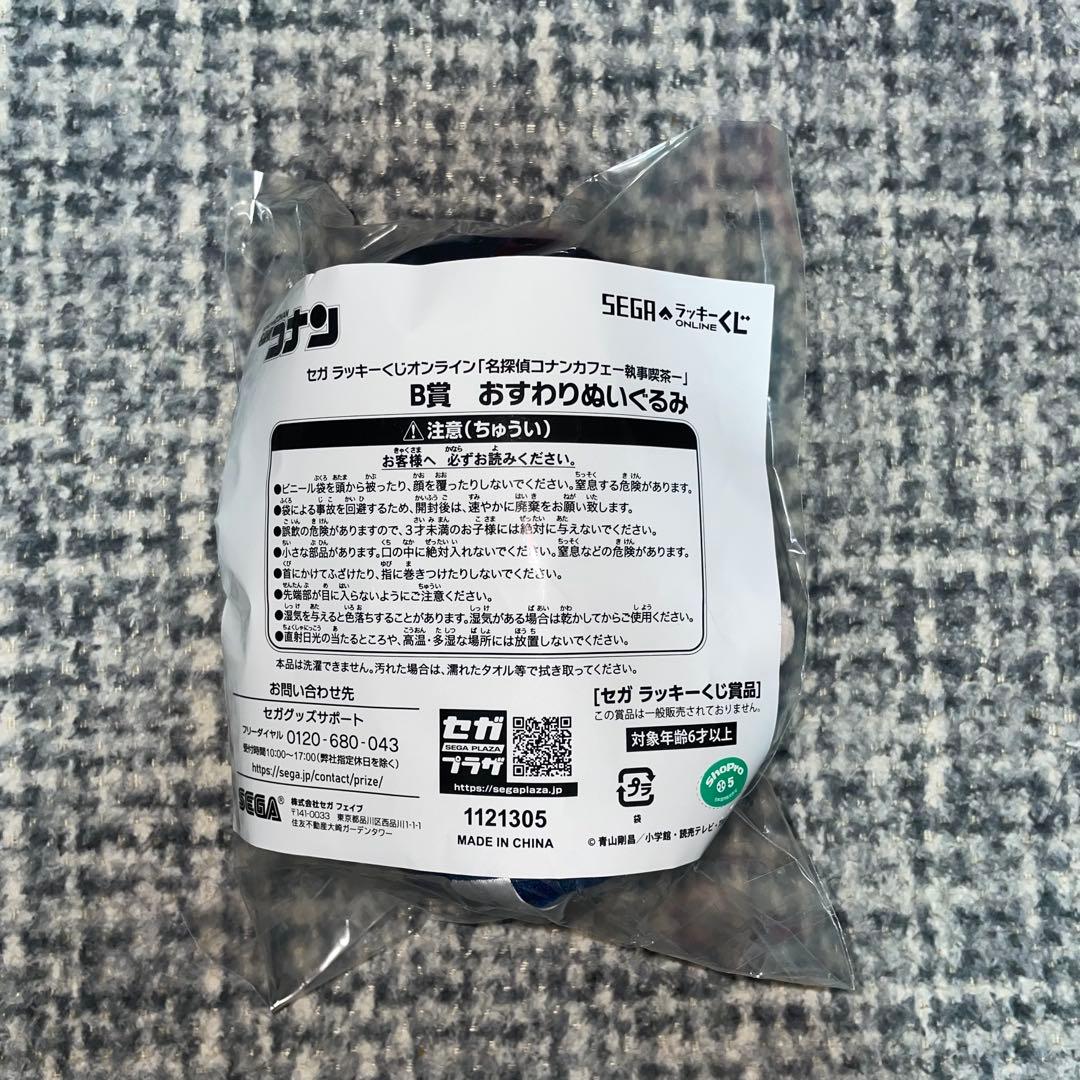 コナン
SEGA ラッキーくじ ONLINE
セガ ラッキーくじオンライン「名探偵コナンカフェー執事喫茶ー」
B賞 おすわりぬいぐるみ
⚠注意(ちゅうい)
お客様へ 必ずお読みください。
●ビニール袋を頭から被ったり、顔を覆ったりしないでください。窒息する危険があります。
●袋による事故を回避するため、開封後は、速やかに廃棄をお願い致します。
●誤飲の危険がありますので、3才未満のお子様には絶対に与えないでください。
●小さな部品があります。口の中に絶対入れないでください。窒息などの危険があります。
●首にかけてふざけたり、指に巻きつけたりしないでください。
●先端部が目に入らないようにご注意ください。
●湿気を与えると色落ちすることがあります。湿気がある場合は乾かしてからご使用ください。
●直射日光の当たるところや、高温・多湿な場所には放置しないでください。
本品は洗濯できません。汚れた場合は、濡れたタオル等で拭き取ってください。
お問い合わせ先
セガグッズサポート
フリーダイヤル 0120-680-043
受付時間10:00~17:00(弊社指定休日を除く)
https://sega.jp/contact/prize/
SEGA® 株式会社セガ フェイブ
〒141-0033 東京都品川区西品川1-1-1
住友不動産大崎ガーデンタワー
セガ
SEGA PLAZA
プラザ
https://segaplaza.jp
1121305
MADE IN CHINA
[セガ ラッキーくじ賞品]
この賞品は一般販売されておりません。
対象年齢6才以上
プラ
袋
ShoPro
5
©青山剛昌/小学館・読売テレビ・